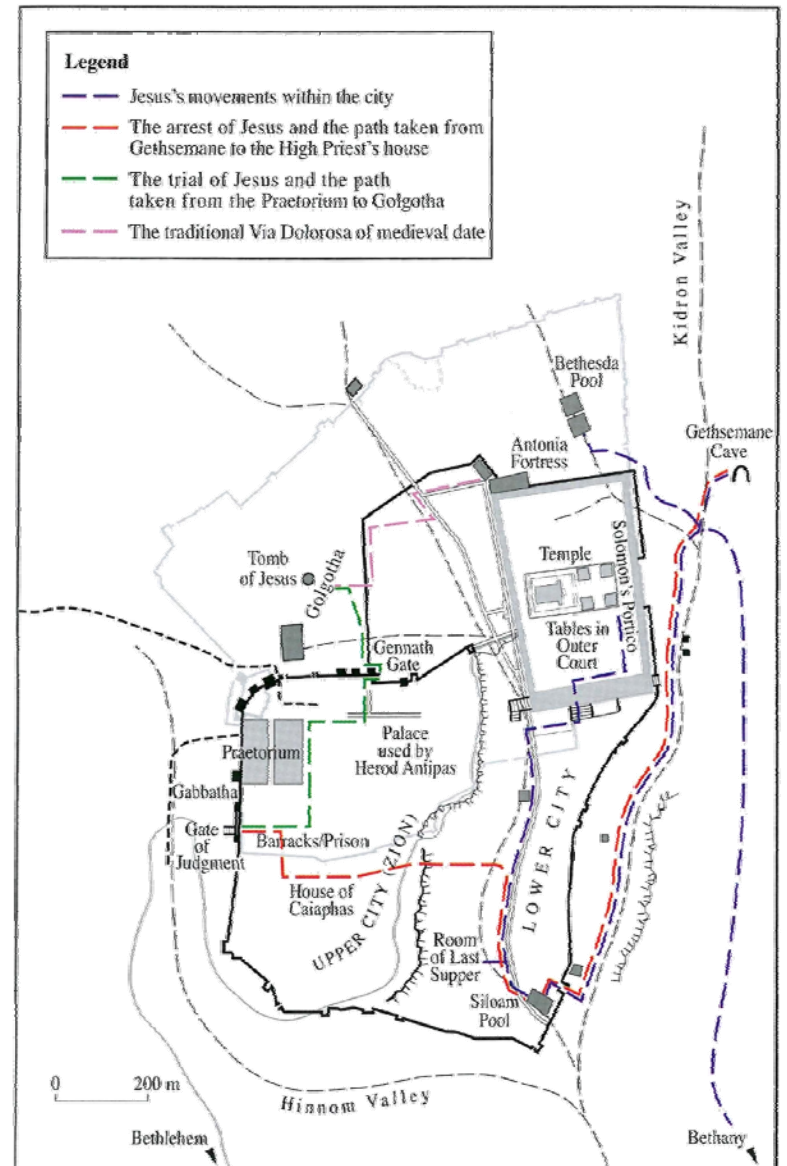 Legend
Jesus's movements within the city
The arrest of Jesus and the path taken from
Gethsemane to the High Priest's house
The trial of Jesus and the path
taken from the Praetorium to Golgotha
The traditional Via Dolorosa of medieval date
Kidron Valley
Bethesda
Pool
Gethsemane
Cave
Antonia
Fortress
Solomon's Portico
Temple
Tomb
of Jesus
Golgotha
Tables in
Outer
Court
Gennath
Gate
Praetorium
Palace
used by
Herod Antipas
Gabbatha
LOWER CITY
Gate
of
Judgment
Barracks/Prison
House of
Caiaphas
UPPER CITY (ZION)
Room
of Last
Supper
Siloam
Pool
0 200 m
Hinnom Valley
Bethlehem
Bethany